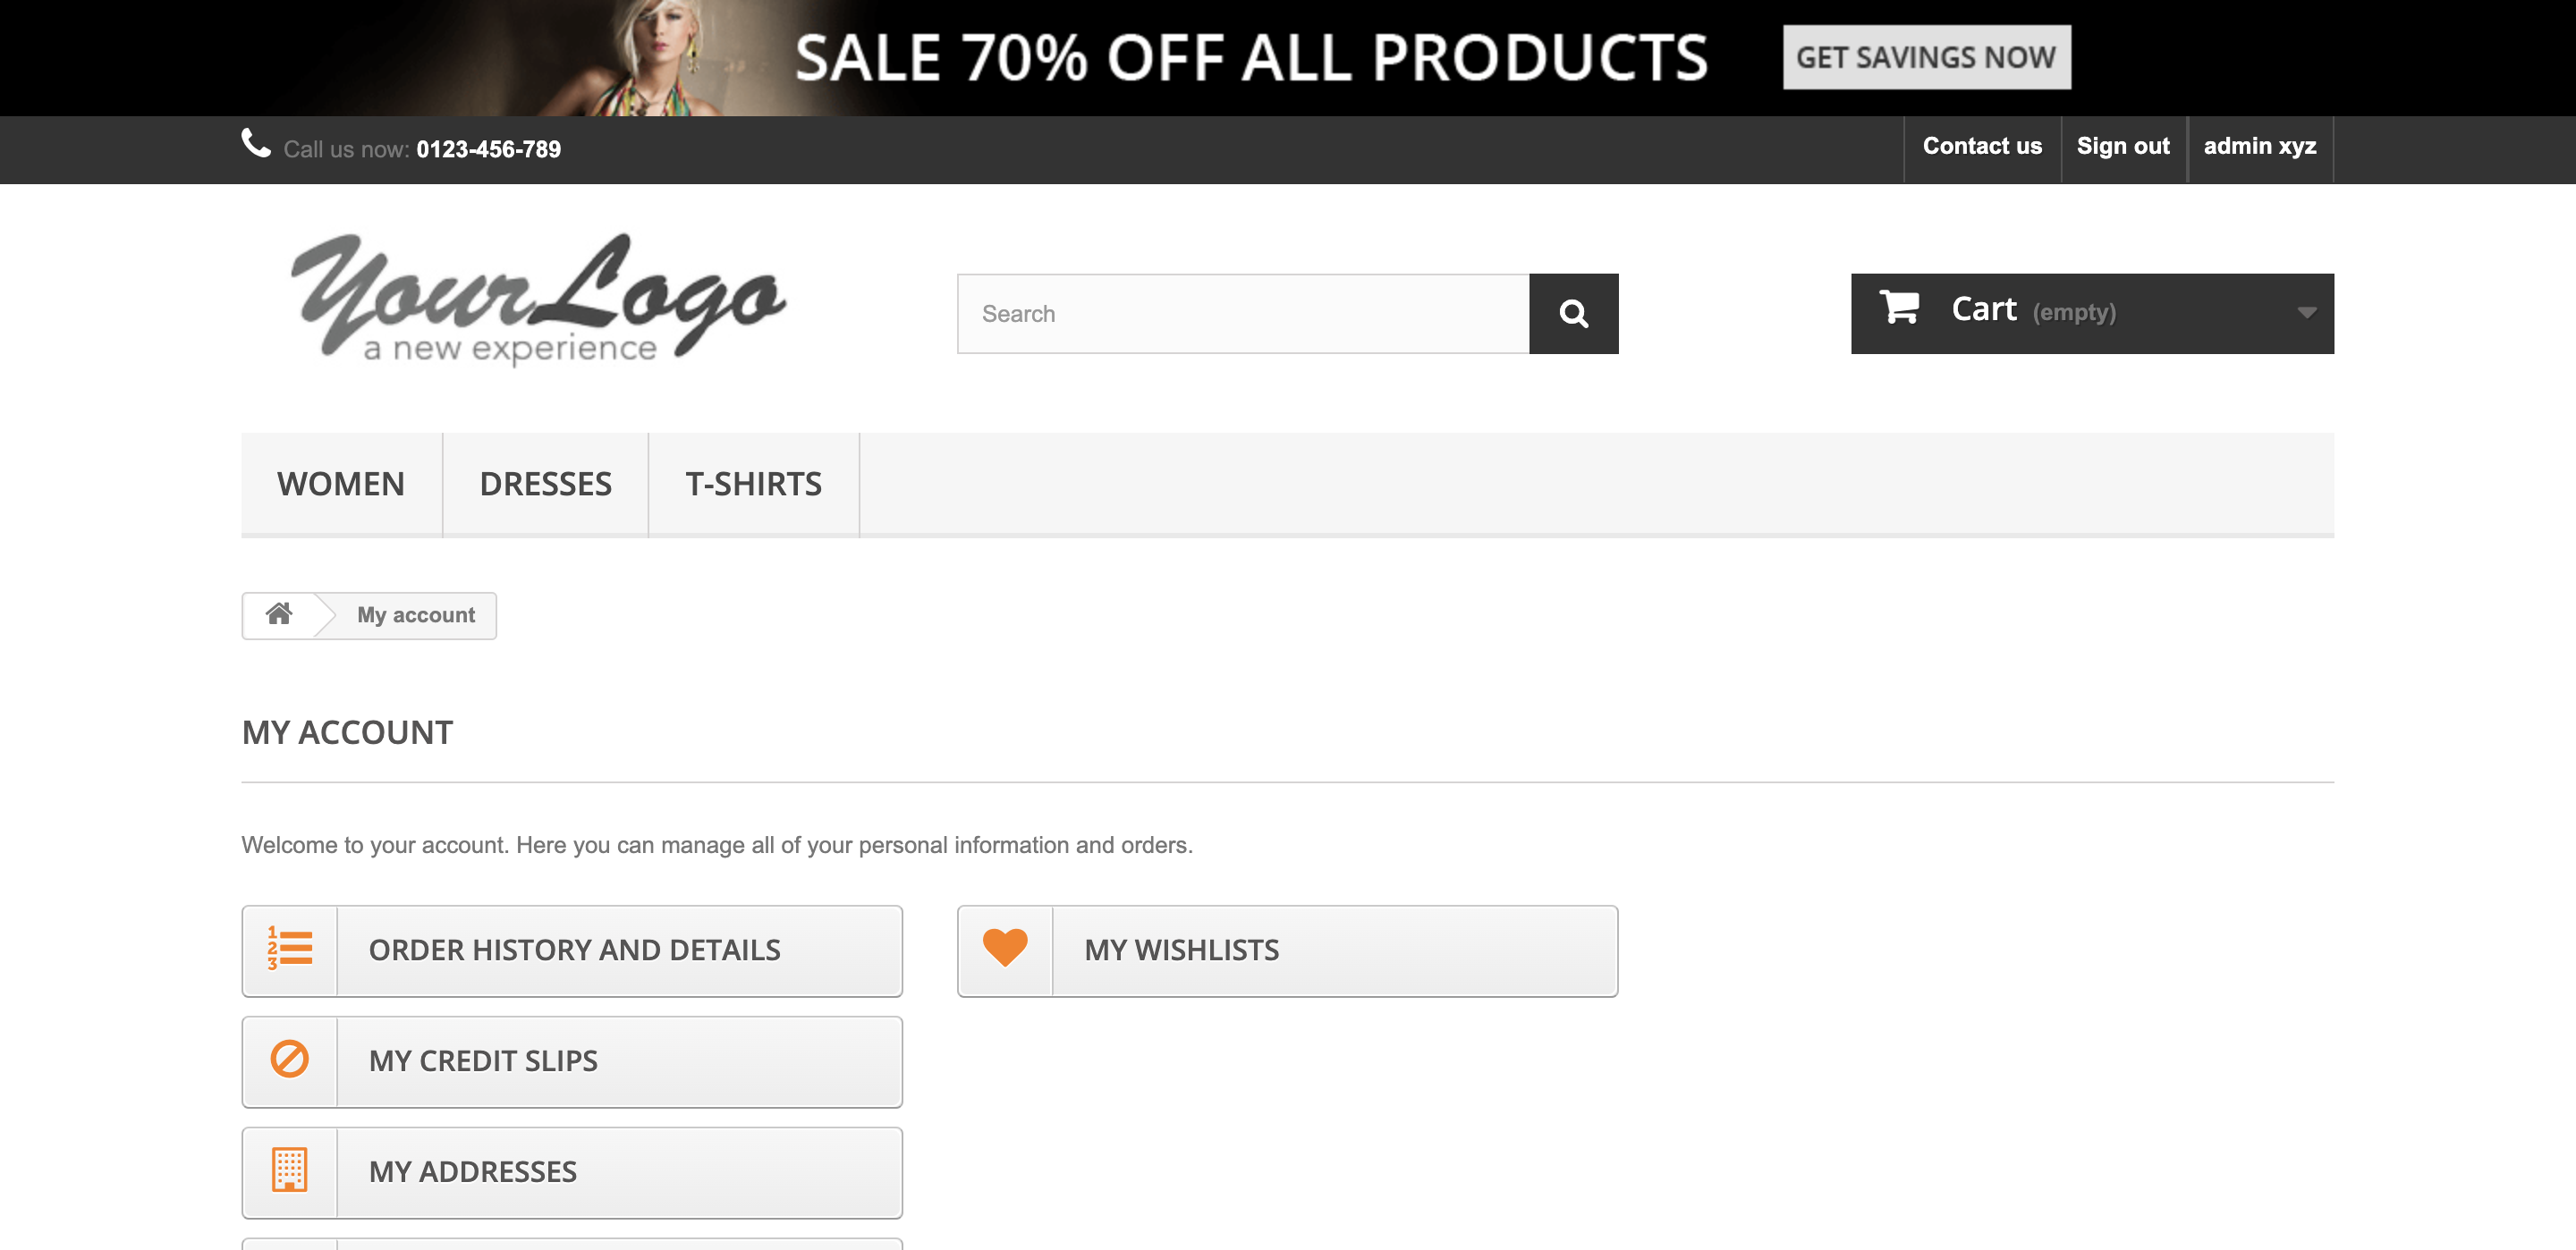 SALE 70% OFF ALL PRODUCTS
GET SAVINGS NOW
Call us now: 0123-456-789
Contact us
Sign out
admin xyz
Your Logo
a new experience
Search
Cart (empty)
WOMEN
DRESSES
T-SHIRTS
My account
MY ACCOUNT
Welcome to your account. Here you can manage all of your personal information and orders.
1
2
3
ORDER HISTORY AND DETAILS
MY WISHLISTS
MY CREDIT SLIPS
MY ADDRESSES